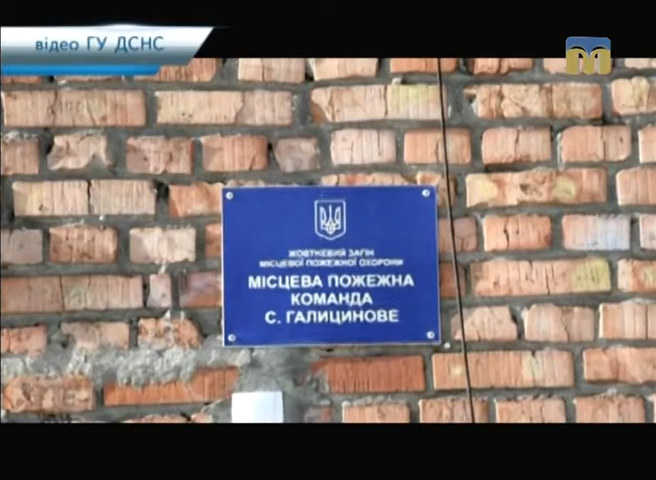 відео ГУ ДСНС
ЖОВТНЕВИЙ ЗАГІН
МІСЦЕВОЇ ПОЖЕЖНОЇ ОХОРОНИ
МІСЦЕВА ПОЖЕЖНА
КОМАНДА
С. ГАЛИЦИНОВЕ